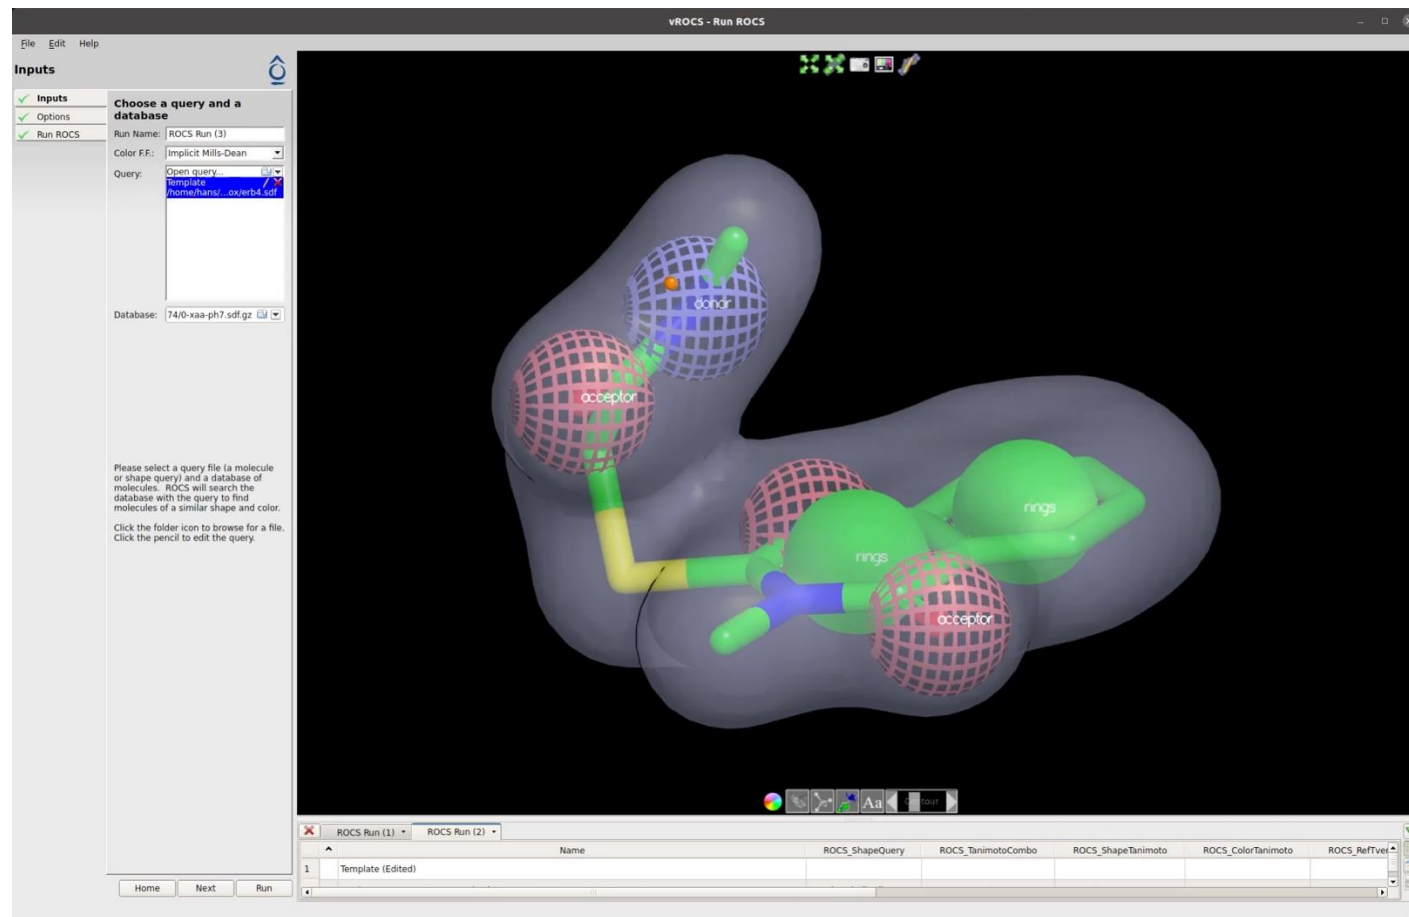 vROCS - Run ROCS
File Edit Help
Inputs
Inputs
Options
Run ROCS
Choose a query and a
database
Run Name: ROCS Run (3)
Color F.F.: Implicit Mills-Dean
Query: Open query...
Template
/home/hans/...ox/erb4.sdf
Database: 74/0-xaa-ph7.sdf.gz
Please select a query file (a molecule
or shape query) and a database of
molecules. ROCS will search the
database with the query to find
molecules of a similar shape and color.
Click the folder icon to browse for a file.
Click the pencil to edit the query.
Home Next Run
donor
acceptor
rings
rings
acceptor
Aa
ROCS Run (1) ROCS Run (2)
Name ROCS_ShapeQuery ROCS_TanimotoCombo ROCS_ShapeTanimoto ROCS_ColorTanimoto ROCS_RefTver
1 Template (Edited)